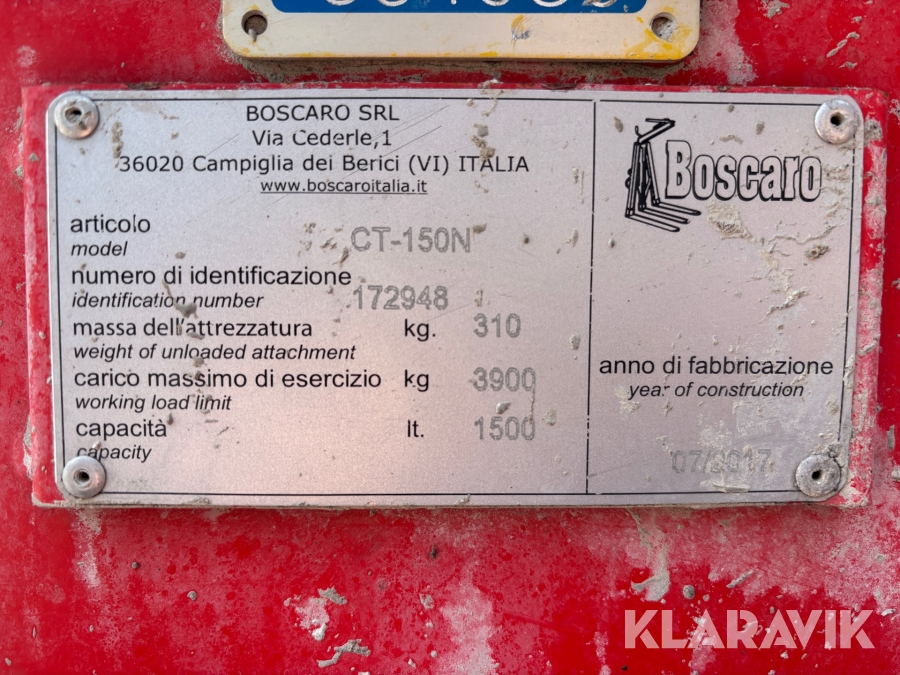 BOSCARO SRL
Via Cederle,1
36020 Campiglia dei Berici (VI) ITALIA
www.boscaroitalia.it
articolo
model
CT-150N
numero di identificazione
identification number
172948
massa dell'attrezzatura kg. 310
weight of unloaded attachment
carico massimo di esercizio kg 3900
working load limit
capacità lt. 1500
capacity
Boscaro
anno di fabbricazione
year of construction
07/2017
KLARAVIK